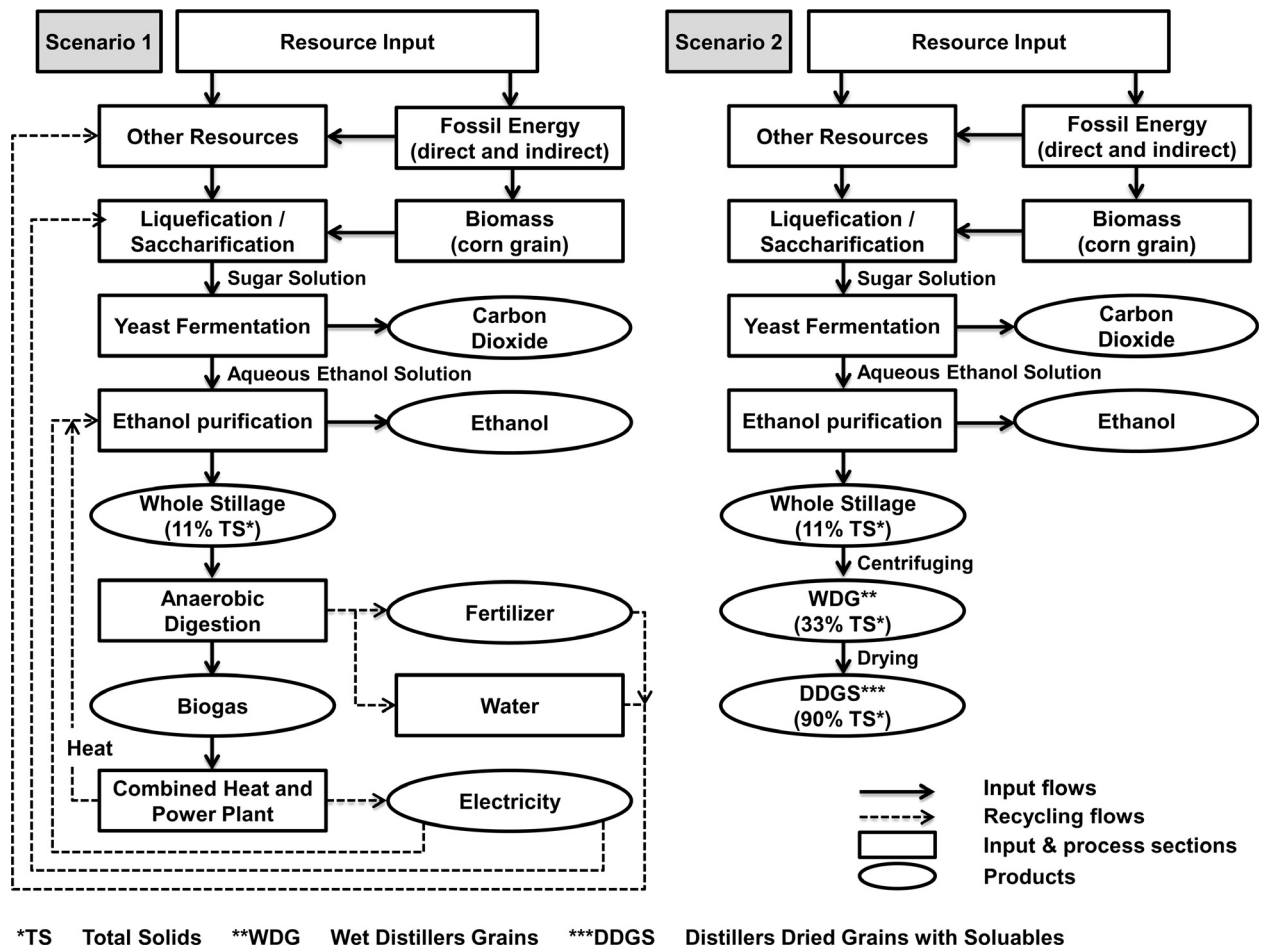 Scenario 1
Resource Input
Other Resources
Fossil Energy
(direct and indirect)
Liquefication /
Saccharification
Biomass
(corn grain)
Sugar Solution
Yeast Fermentation
Carbon
Dioxide
Aqueous Ethanol Solution
Ethanol purification
Ethanol
Whole Stillage
(11% TS*)
Anaerobic
Digestion
Fertilizer
Biogas
Water
Heat
Combined Heat and
Power Plant
Electricity
Scenario 2
Resource Input
Other Resources
Fossil Energy
(direct and indirect)
Liquefication /
Saccharification
Biomass
(corn grain)
Sugar Solution
Yeast Fermentation
Carbon
Dioxide
Aqueous Ethanol Solution
Ethanol purification
Ethanol
Whole Stillage
(11% TS*)
Centrifuging
WDG**
(33% TS*)
Drying
DDGS***
(90% TS*)
Input flows
Recycling flows
Input & process sections
Products
*TS Total Solids **WDG Wet Distillers Grains ***DDGS Distillers Dried Grains with Soluables